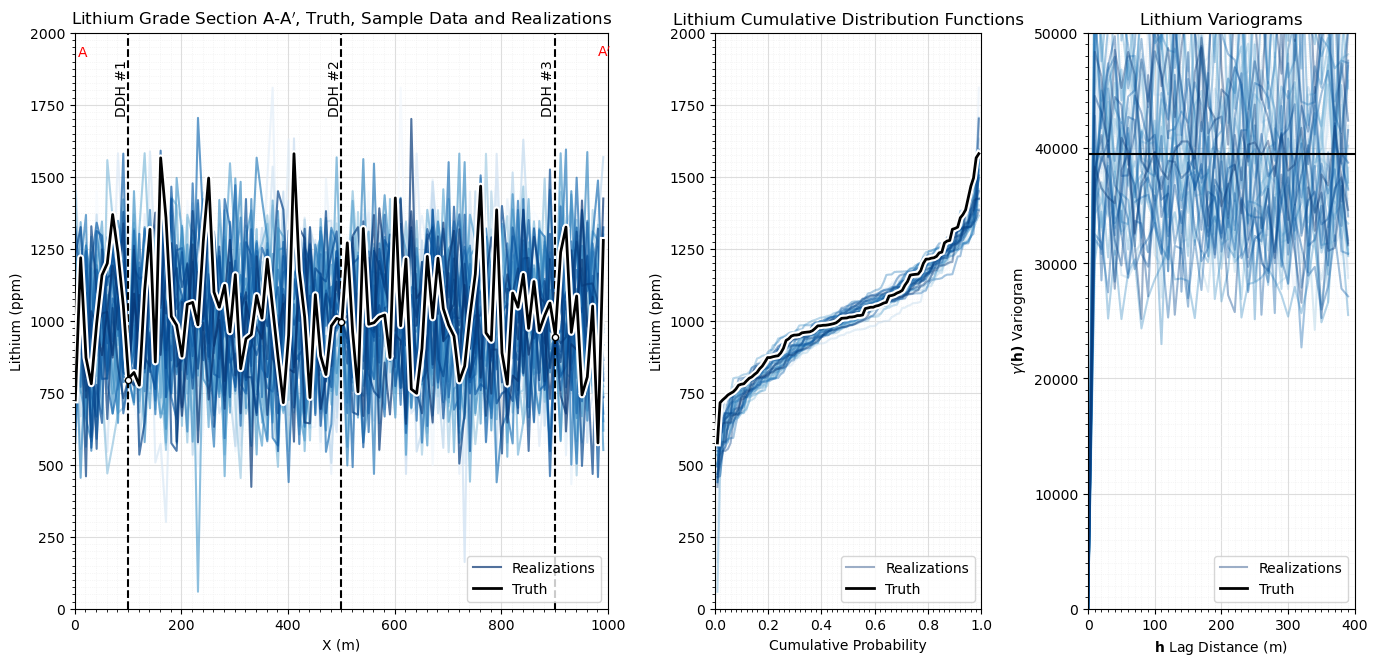 Lithium Grade Section A-A′, Truth, Sample Data and Realizations
2000
1750
1500
1250
1000
750
500
250
0
Lithium (ppm)
A
DDH #1
DDH #2
DDH #3
A
Realizations
Truth
0
200
400
600
800
1000
X (m)
Lithium Cumulative Distribution Functions
2000
1750
1500
1250
1000
750
500
250
0
Lithium (ppm)
Realizations
Truth
0.0
0.2
0.4
0.6
0.8
1.0
Cumulative Probability
Lithium Variograms
50000
40000
30000
20000
10000
0
γ(h) Variogram
Realizations
Truth
0
100
200
300
400
h Lag Distance (m)